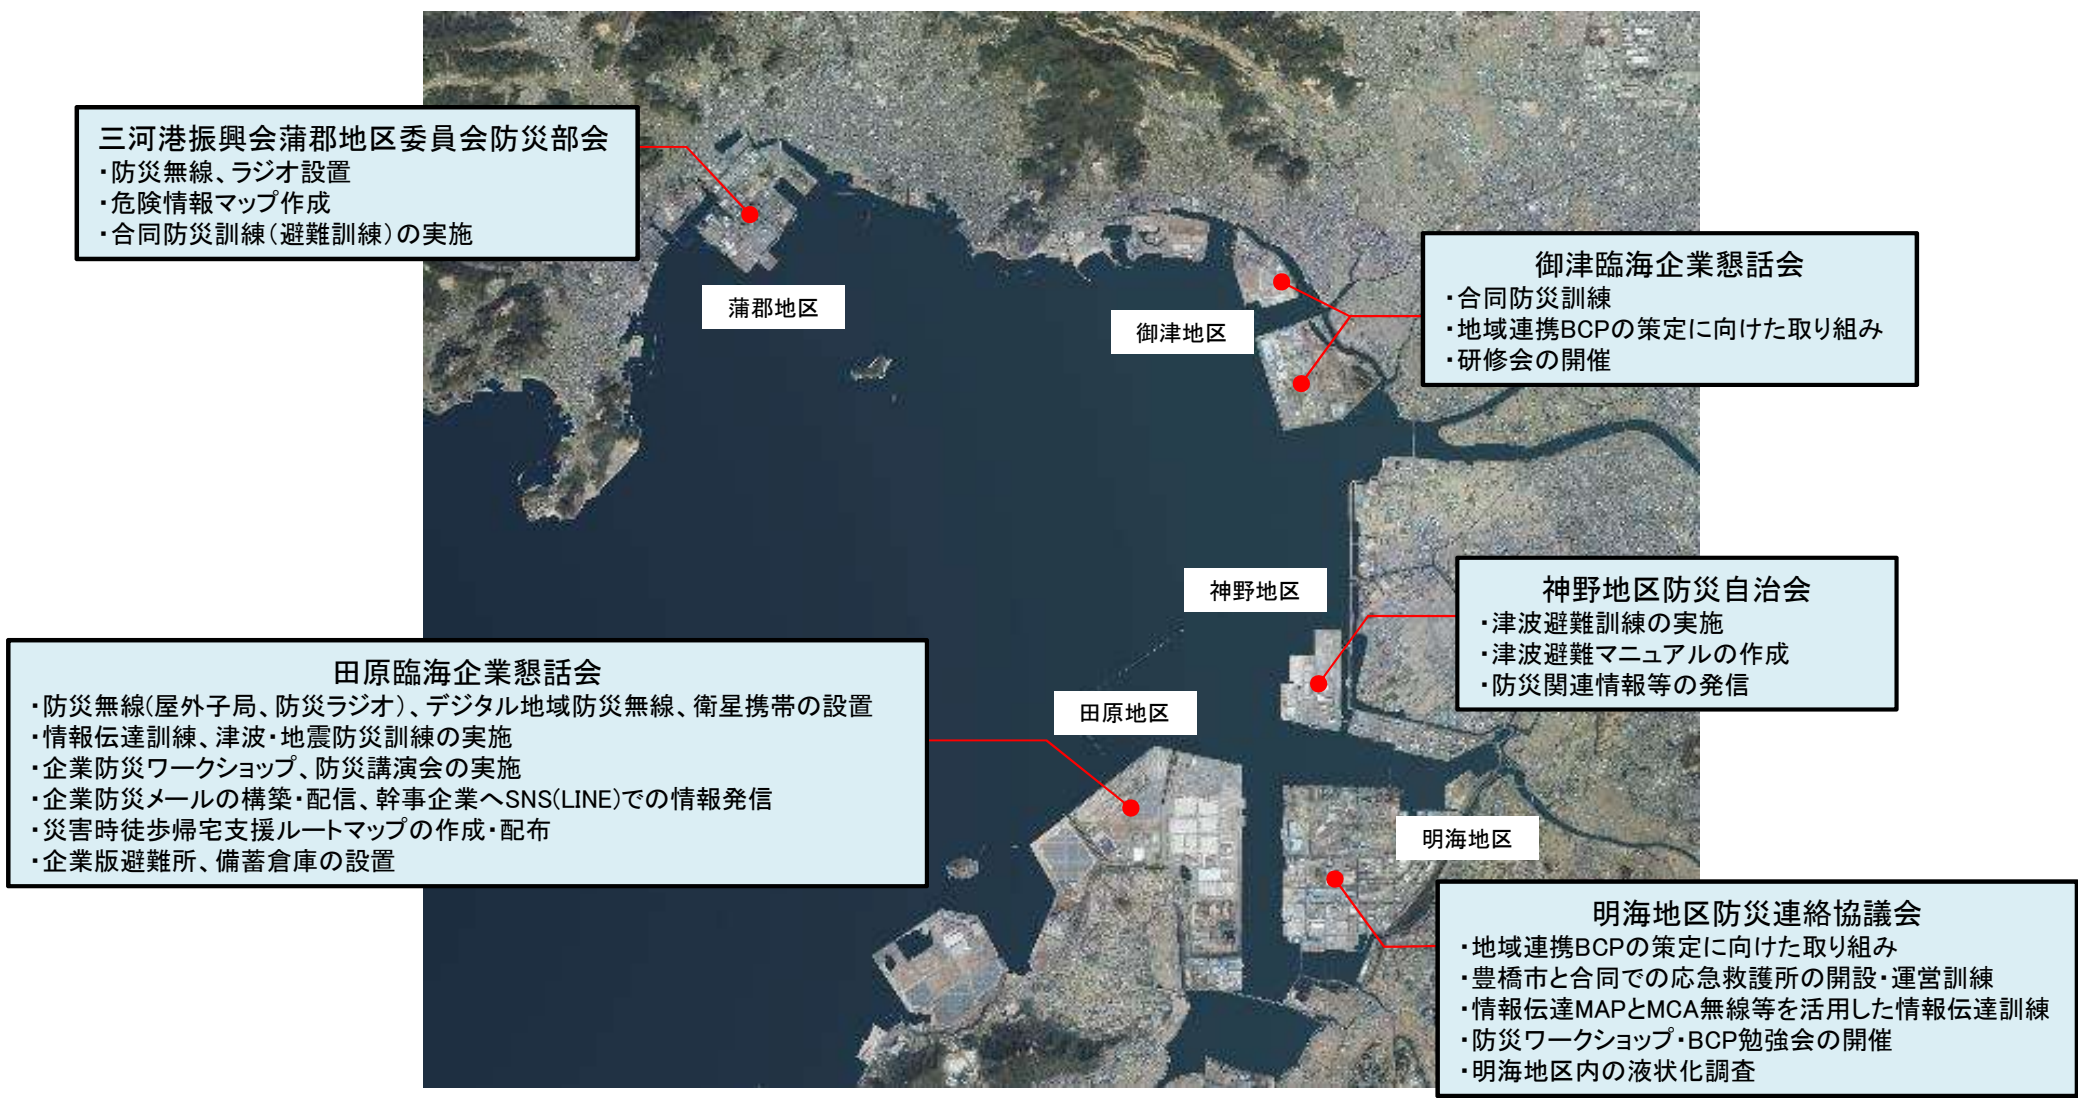 三河港振興会蒲郡地区委員会防災部会
・防災無線、ラジオ設置
・危険情報マップ作成
・合同防災訓練（避難訓練）の実施
蒲郡地区
御津臨海企業懇話会
・合同防災訓練
・地域連携BCPの策定に向けた取り組み
・研修会の開催
御津地区
神野地区
神野地区防災自治会
・津波避難訓練の実施
・津波避難マニュアルの作成
・防災関連情報等の発信
田原臨海企業懇話会
・防災無線(屋外子局、防災ラジオ）、デジタル地域防災無線、衛星携帯の設置
・情報伝達訓練、津波・地震防災訓練の実施
・企業防災ワークショップ、防災講演会の実施
・企業防災メールの構築・配信、幹事企業へSNS(LINE)での情報発信
・災害時徒歩帰宅支援ルートマップの作成・配布
・企業版避難所、備蓄倉庫の設置
田原地区
明海地区
明海地区防災連絡協議会
・地域連携BCPの策定に向けた取り組み
・豊橋市と合同での応急救護所の開設・運営訓練
・情報伝達MAPとMCA無線等を活用した情報伝達訓練
・防災ワークショップ・BCP勉強会の開催
・明海地区内の液状化調査